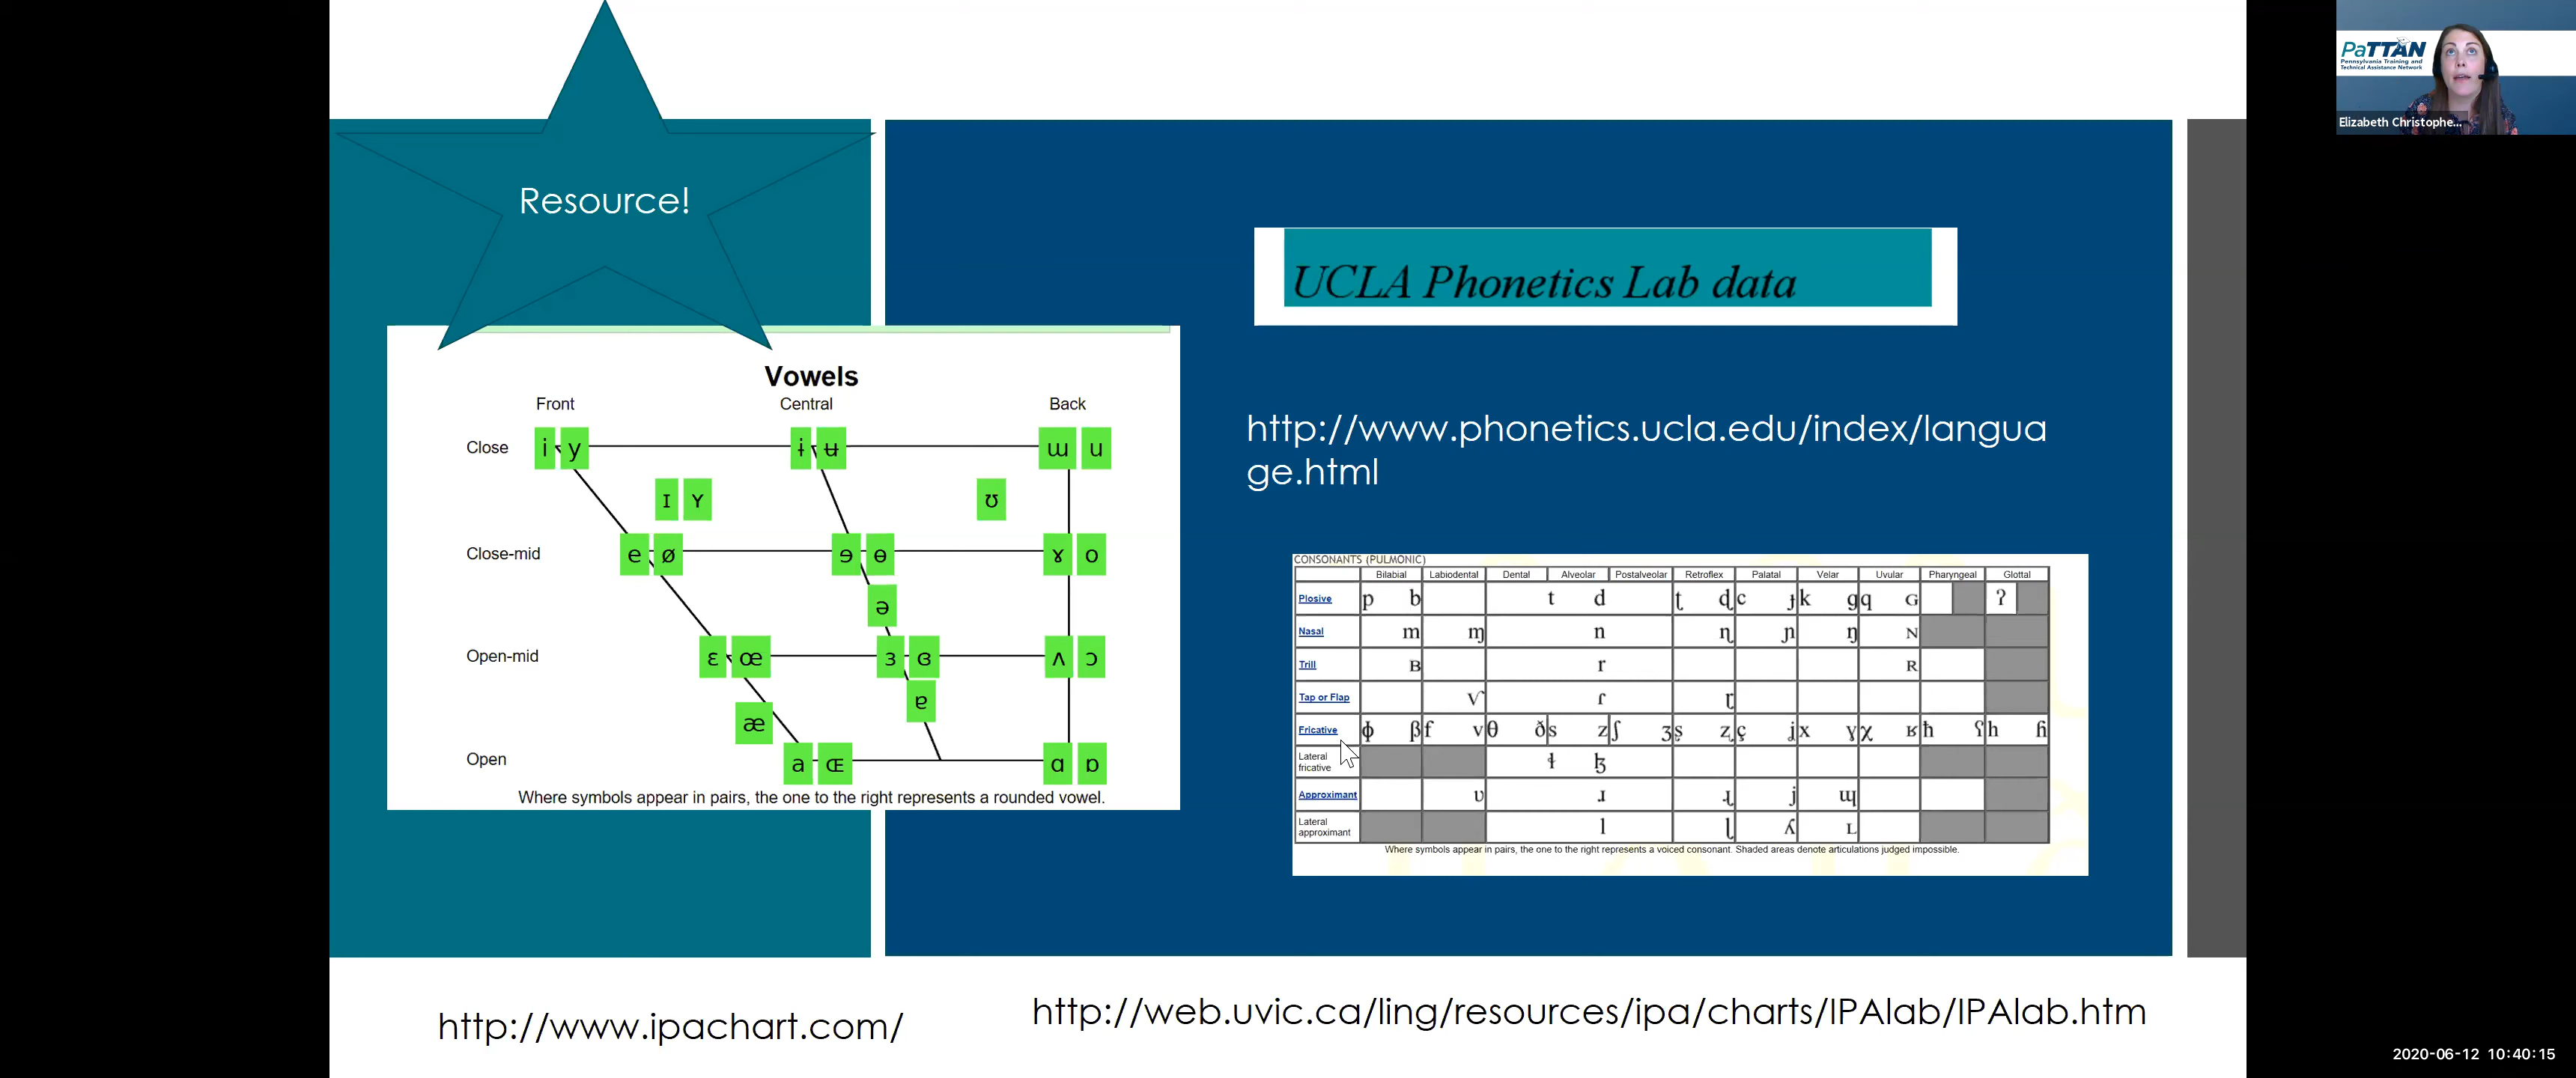 Resource!
UCLA Phonetics Lab data
http://www.phonetics.ucla.edu/index/langua
ge.html
Vowels
Front Central Back
Close i y ɨ ʉ ɯ u
ɪ ʏ ʊ
Close-mid e ø ɘ ɵ ɤ o
ə
Open-mid ɛ œ ɜ ɞ ʌ ɔ
æ ɐ
Open a ɶ ɑ ɒ
Where symbols appear in pairs, the one to the right represents a rounded vowel.
CONSONANTS (PULMONIC)
Bilabial Labiodental Dental Alveolar Postalveolar Retroflex Palatal Velar Uvular Pharyngeal Glottal
Plosive p b t d ʈ ɖ c ɟ k g q ɢ ʔ
Nasal m ɱ n ɳ ɲ ŋ ɴ
Trill ʙ r ʀ
Tap or Flap ⱱ ɾ ɽ
Fricative ɸ β f v θ ð s z ʃ ʒ ʂ ʐ ç ʝ x ɣ χ ʁ ħ ʕ h ɦ
Lateral
fricative ɬ ɮ
Approximant ʋ ɹ ɻ j ɰ
Lateral
approximant l ɭ ʎ ʟ
Where symbols appear in pairs, the one to the right represents a voiced consonant. Shaded areas denote articulations judged impossible.
http://www.ipachart.com/
http://web.uvic.ca/ling/resources/ipa/charts/IPAlab/IPAlab.htm
PaTTAN
Pennsylvania Training and
Technical Assistance Network
Elizabeth Christophe...
2020-06-12 10:40:15